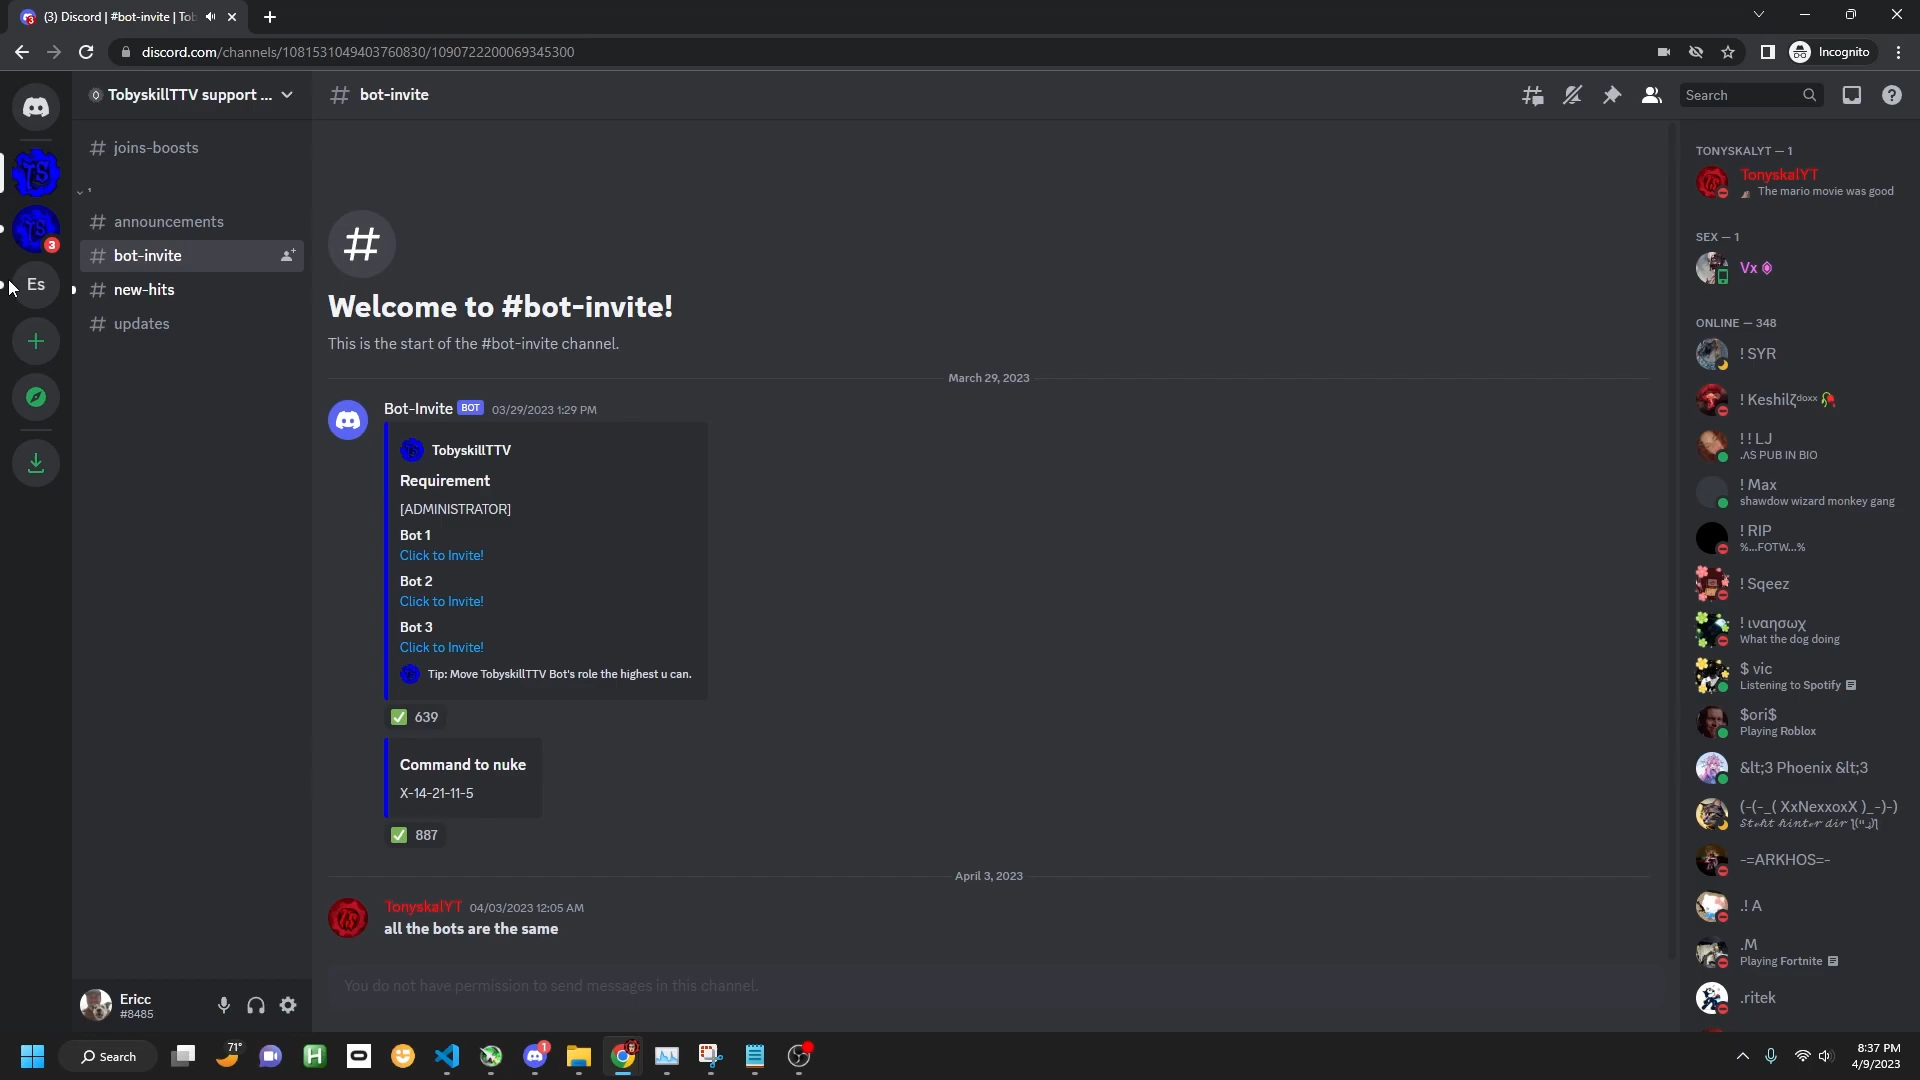 (3) Discord | #bot-invite | Tob
discord.com/channels/1081531049403760830/1090722200069345300
Incognito
TobyskillTTV support ...
# bot-invite
Search
# joins-boosts
# announcements
# bot-invite
# new-hits
# updates
3
Es
#
Welcome to #bot-invite!
This is the start of the #bot-invite channel.
March 29, 2023
Bot-Invite BOT 03/29/2023 1:29 PM
TobyskillTTV
Requirement
[ADMINISTRATOR]
Bot 1
Click to Invite!
Bot 2
Click to Invite!
Bot 3
Click to Invite!
Tip: Move TobyskillTTV Bot's role the highest u can.
639
Command to nuke
X-14-21-11-5
887
April 3, 2023
TonyskalYT 04/03/2023 12:05 AM
all the bots are the same
You do not have permission to send messages in this channel.
TONYSKALYT — 1
TonyskalYT
The mario movie was good
SEX — 1
Vx
ONLINE — 348
! SYR
! Keshilζᵈᵒˣˣ
! ! LJ
.ΛS PUB IN BIO
! Max
shawdow wizard monkey gang
! RIP
%...FOTW...%
! Sqeez
! ιναησωχ
What the dog doing
$ vic
Listening to Spotify
$ori$
Playing Roblox
&lt;3 Phoenix &lt;3
(-(-_( XxNexxoxX )_-)-)
-=ARKHOS=-
.! A
.M
Playing Fortnite
.ritek
Ericc
#8485
Search
71°
1
8:37 PM
4/9/2023